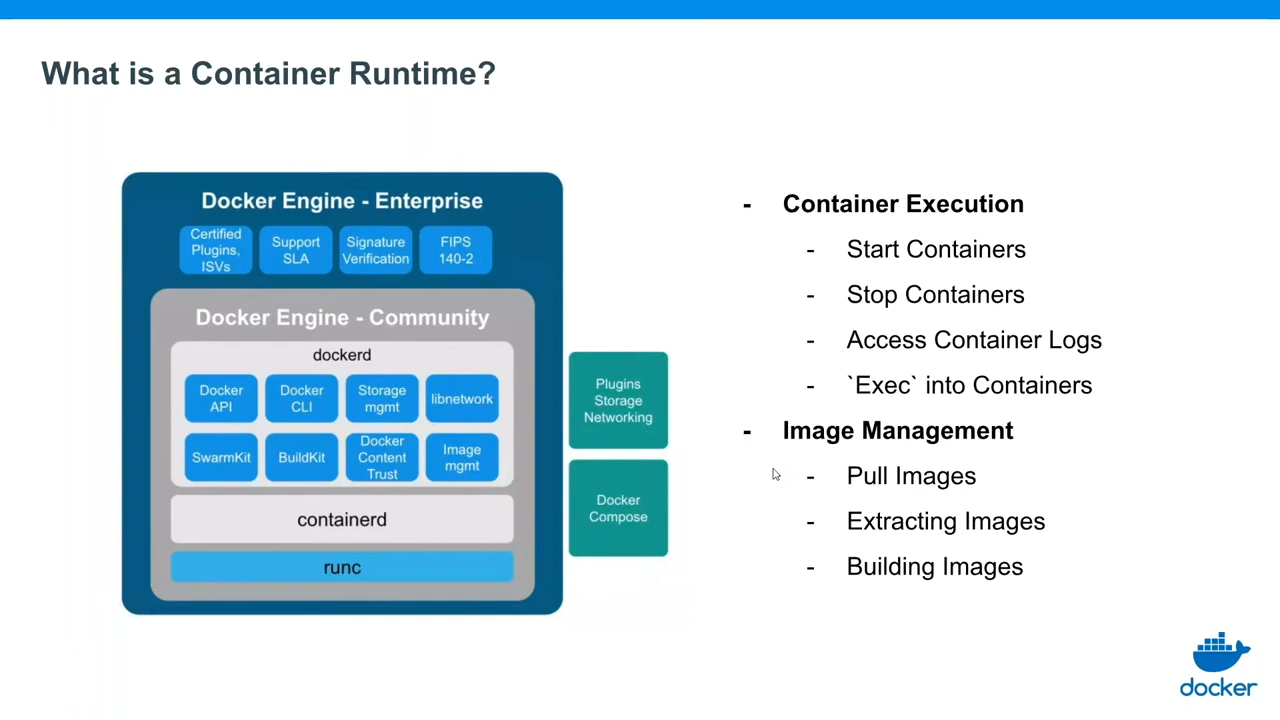 What is a Container Runtime?
Docker Engine - Enterprise
Certified
Plugins,
ISVs
Support
SLA
Signature
Verification
FIPS
140-2
Docker Engine - Community
dockerd
Docker
API
Docker
CLI
Storage
mgmt
libnetwork
SwarmKit
BuildKit
Docker
Content
Trust
Image
mgmt
containerd
runc
Plugins
Storage
Networking
Docker
Compose
- Container Execution
- Start Containers
- Stop Containers
- Access Container Logs
- `Exec` into Containers
- Image Management
- Pull Images
- Extracting Images
- Building Images
docker